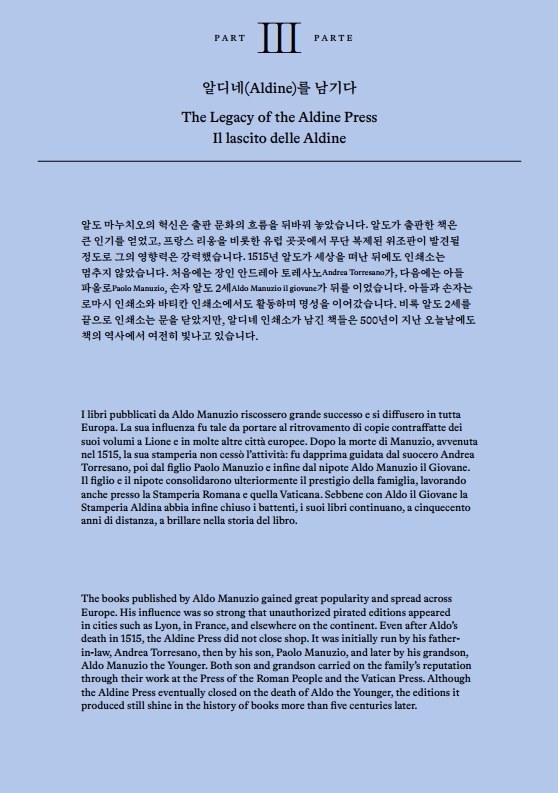 PART III PARTE
알디네(Aldine)를 남기다
The Legacy of the Aldine Press
Il lascito delle Aldine
알도 마누치오의 혁신은 출판 문화의 흐름을 뒤바꿔 놓았습니다. 알도가 출판한 책은
큰 인기를 얻었고, 프랑스 리옹을 비롯한 유럽 곳곳에서 무단 복제된 위조판이 발견될
정도로 그의 영향력은 강력했습니다. 1515년 알도가 세상을 떠난 뒤에도 인쇄소는
멈추지 않았습니다. 처음에는 장인 안드레아 토레사노Andrea Torresano가, 다음에는 아들
파올로Paolo Manuzio, 손자 알도 2세Aldo Manuzio il giovane가 뒤를 이었습니다. 아들과 손자는
로마시 인쇄소와 바티칸 인쇄소에서도 활동하며 명성을 이어갔습니다. 비록 알도 2세를
끝으로 인쇄소는 문을 닫았지만, 알디네 인쇄소가 남긴 책들은 500년이 지난 오늘날에도
책의 역사에서 여전히 빛나고 있습니다.
I libri pubblicati da Aldo Manuzio riscossero grande successo e si diffusero in tutta
Europa. La sua influenza fu tale da portare al ritrovamento di copie contraffatte dei
suoi volumi a Lione e in molte altre città europee. Dopo la morte di Manuzio, avvenuta
nel 1515, la sua stamperia non cessò l'attività: fu dapprima guidata dal suocero Andrea
Torresano, poi dal figlio Paolo Manuzio e infine dal nipote Aldo Manuzio il Giovane.
Il figlio e il nipote consolidarono ulteriormente il prestigio della famiglia, lavorando
anche presso la Stamperia Romana e quella Vaticana. Sebbene con Aldo il Giovane la
Stamperia Aldina abbia infine chiuso i battenti, i suoi libri continuano, a cinquecento
anni di distanza, a brillare nella storia del libro.
The books published by Aldo Manuzio gained great popularity and spread across
Europe. His influence was so strong that unauthorized pirated editions appeared
in cities such as Lyon, in France, and elsewhere on the continent. Even after Aldo's
death in 1515, the Aldine Press did not close shop. It was initially run by his father-
in-law, Andrea Torresano, then by his son, Paolo Manuzio, and later by his grandson,
Aldo Manuzio the Younger. Both son and grandson carried on the family's reputation
through their work at the Press of the Roman People and the Vatican Press. Although
the Aldine Press eventually closed on the death of Aldo the Younger, the editions it
produced still shine in the history of books more than five centuries later.